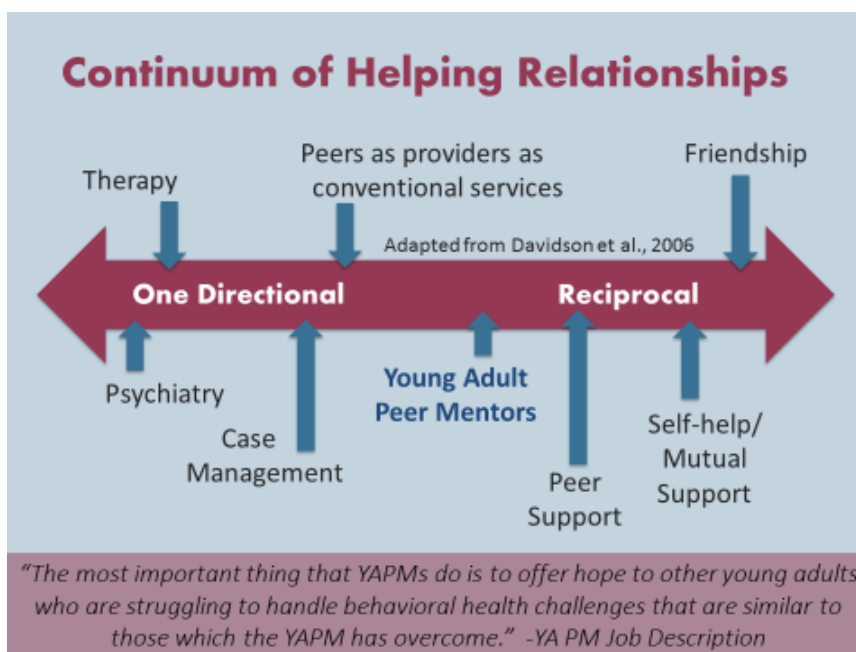 Continuum of Helping Relationships
Therapy
Peers as providers as
conventional services
Friendship
Adapted from Davidson et al., 2006
One Directional
Reciprocal
Psychiatry
Case
Management
Young Adult
Peer Mentors
Peer
Support
Self-help/
Mutual
Support
"The most important thing that YAPMs do is to offer hope to other young adults
who are struggling to handle behavioral health challenges that are similar to
those which the YAPM has overcome." -YA PM Job Description